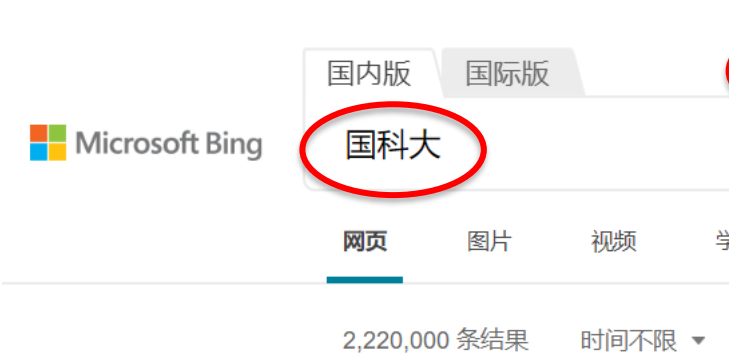 国内版 国际版
Microsoft Bing
国科大
网页 图片 视频
2,220,000 条结果 时间不限